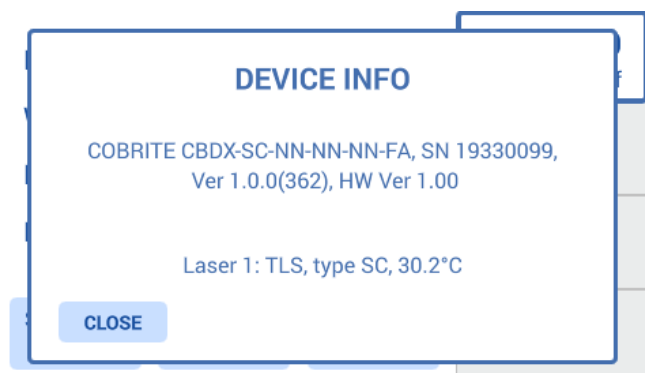 DEVICE INFO
COBRITE CBDX-SC-NN-NN-NN-FA, SN 19330099,
Ver 1.0.0(362), HW Ver 1.00
Laser 1: TLS, type SC, 30.2°C
CLOSE